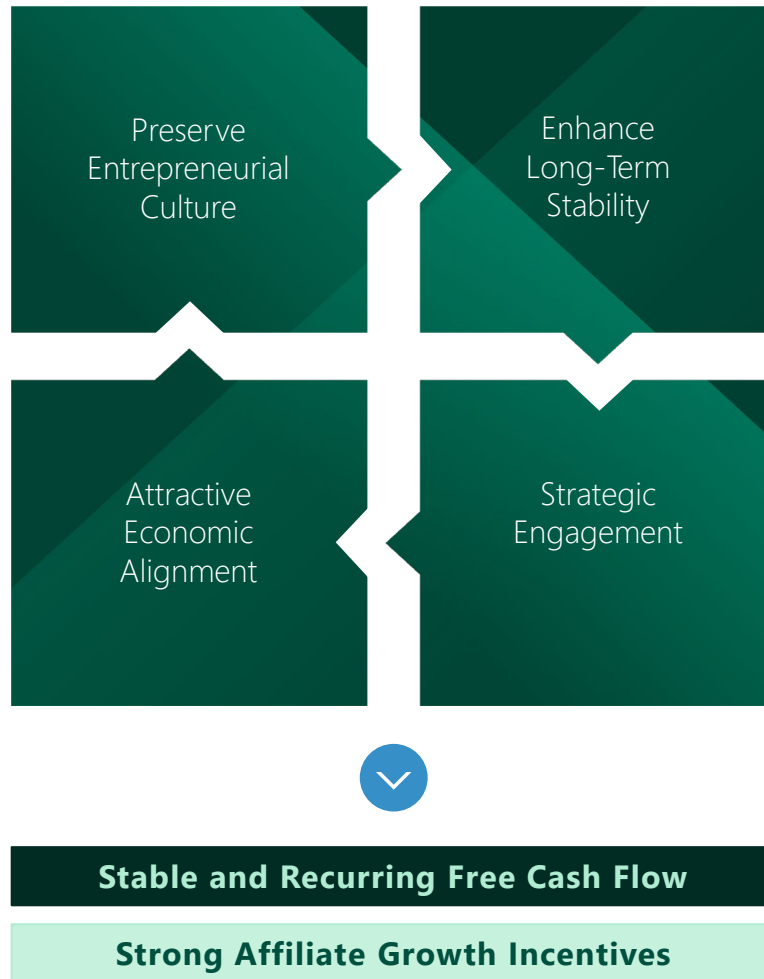 Preserve
Entrepreneurial
Culture
Enhance
Long-Term
Stability
Attractive
Economic
Alignment
Strategic
Engagement
Stable and Recurring Free Cash Flow
Strong Affiliate Growth Incentives